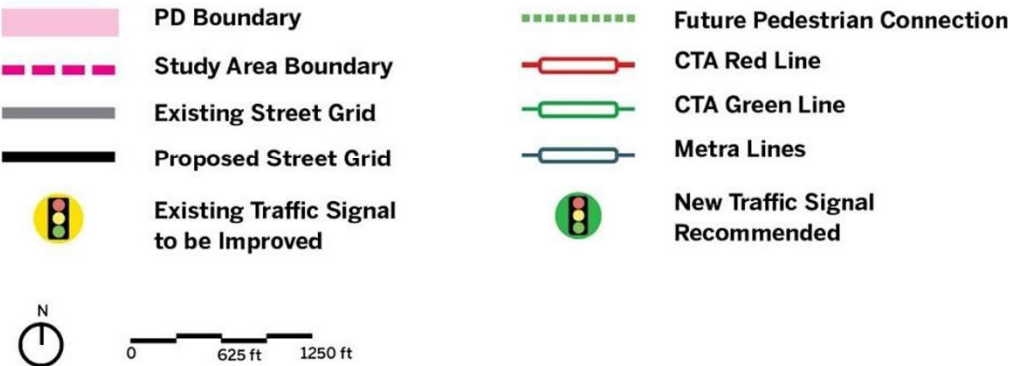 PD Boundary
Study Area Boundary
Existing Street Grid
Proposed Street Grid
Existing Traffic Signal
to be Improved
Future Pedestrian Connection
CTA Red Line
CTA Green Line
Metra Lines
New Traffic Signal
Recommended
N
0 625 ft 1250 ft